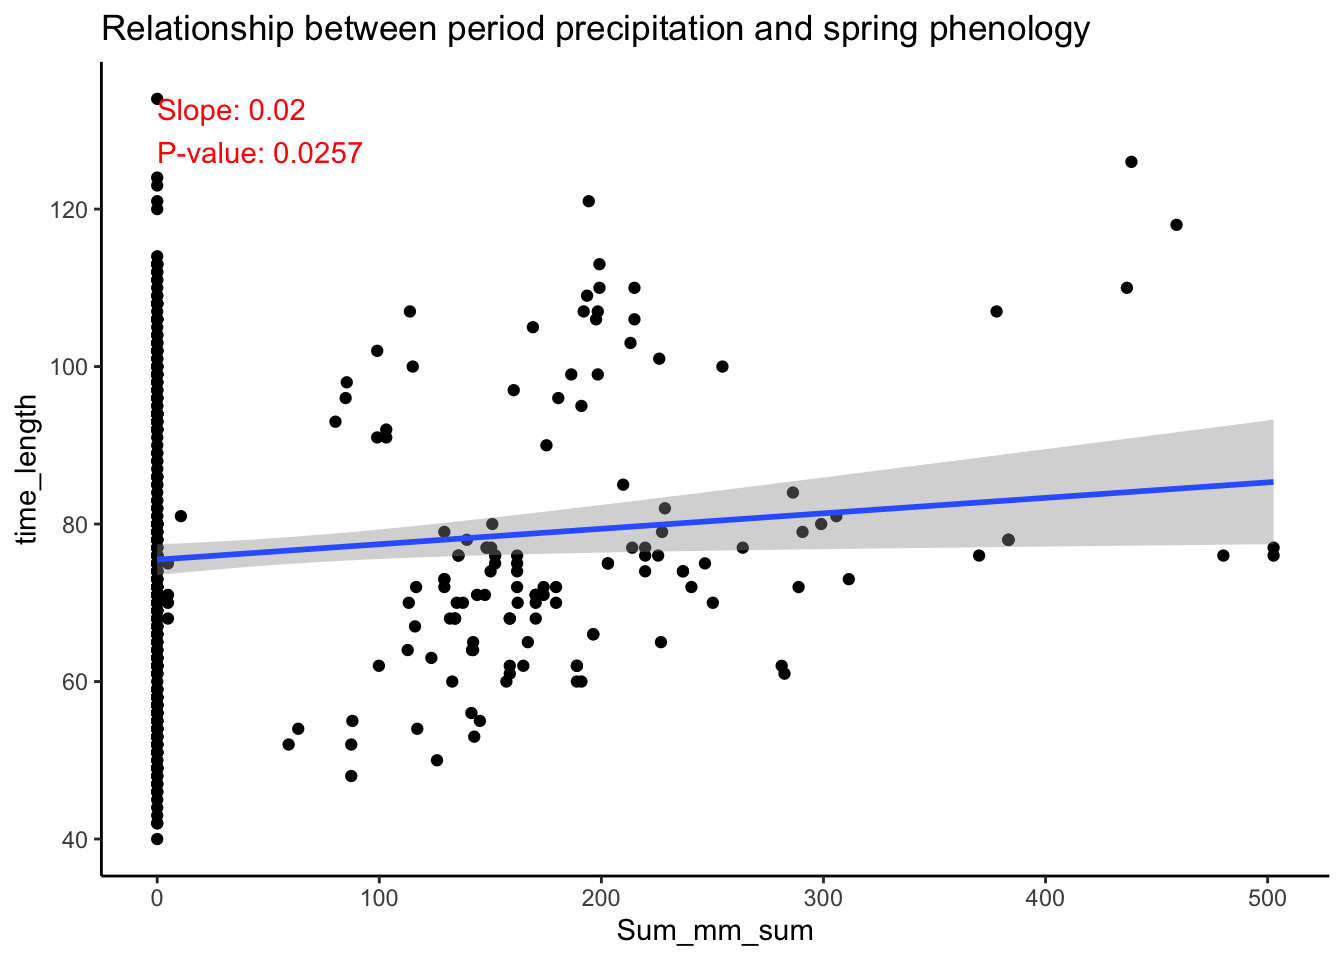 Relationship between period precipitation and spring phenology
Slope: 0.02
P-value: 0.0257
120
100
80
60
40
time_length
0 100 200 300 400 500
Sum_mm_sum